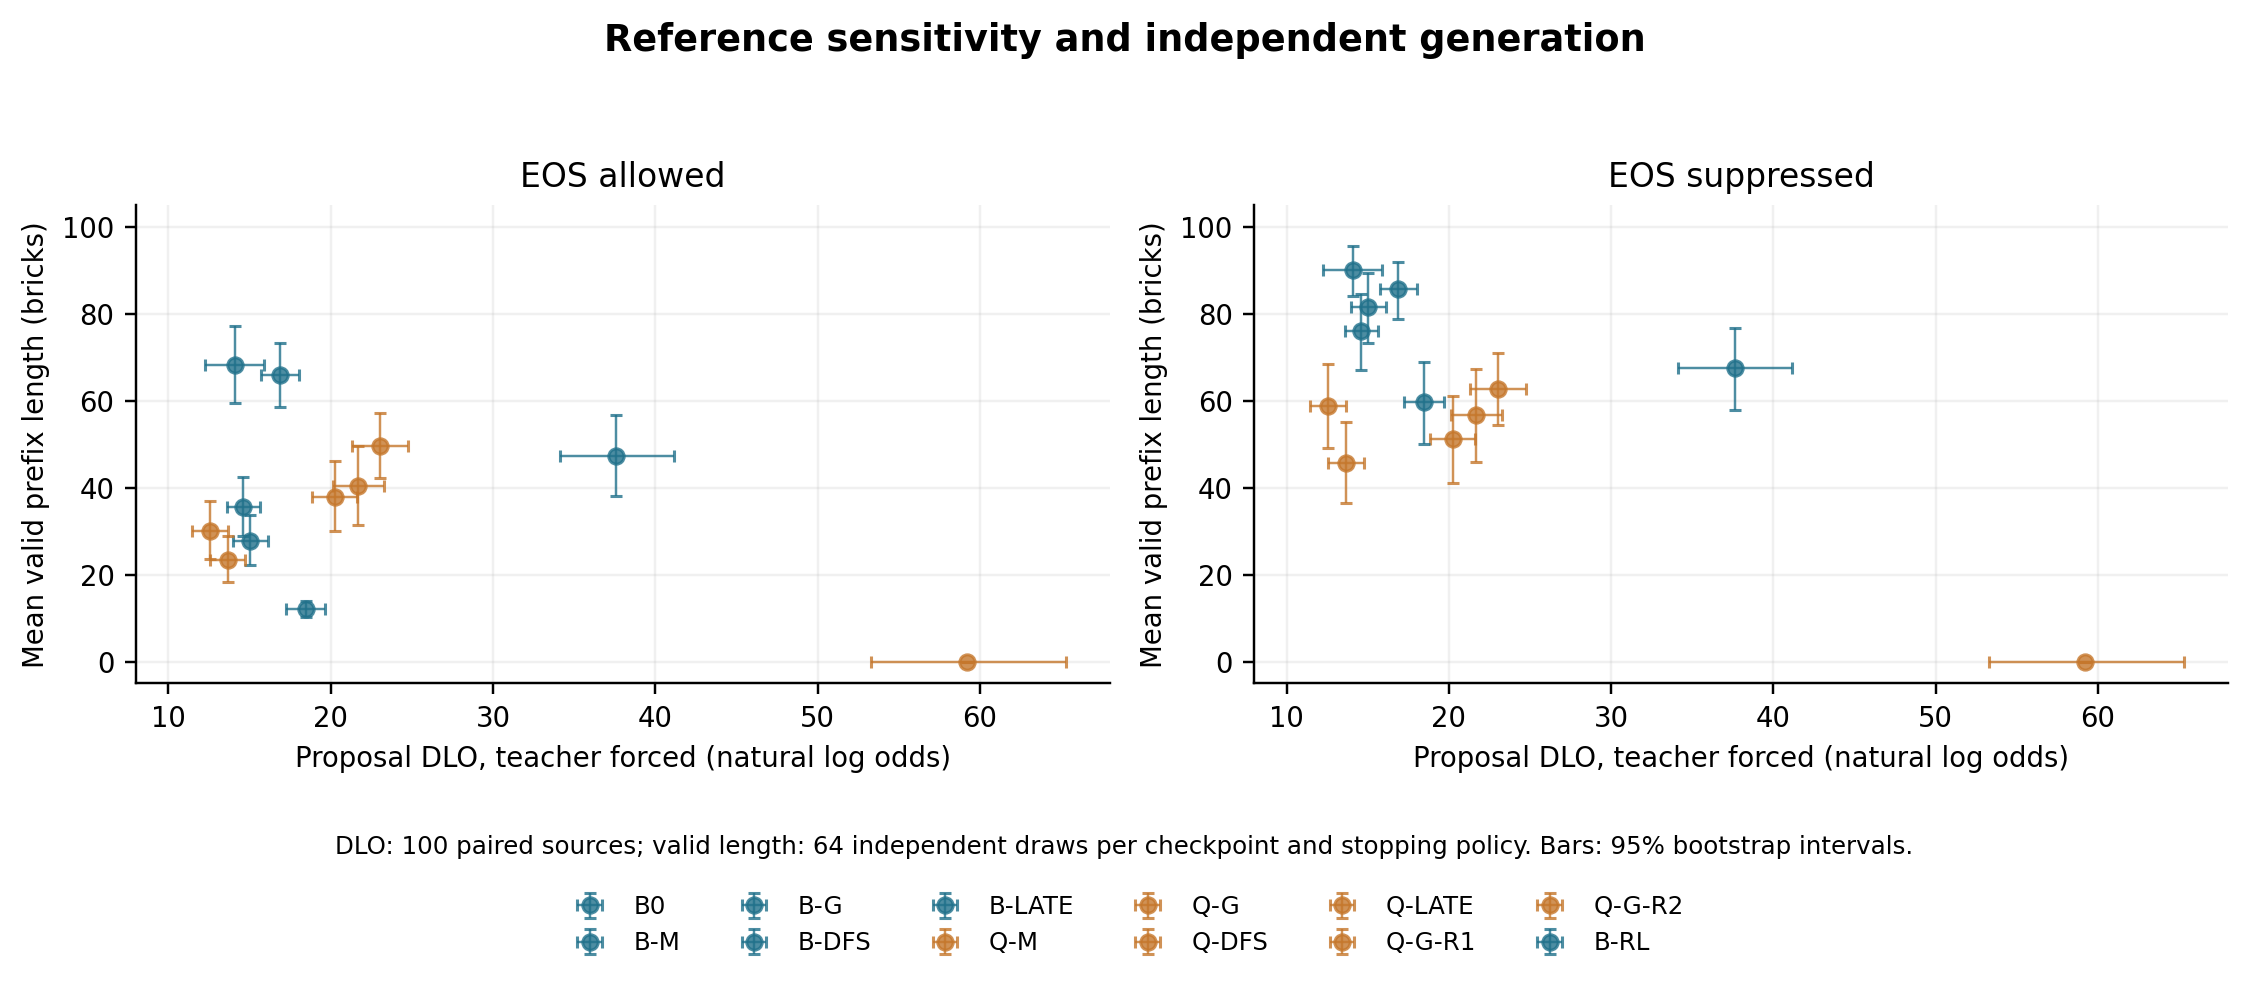 Reference sensitivity and independent generation
EOS allowed
Mean valid prefix length (bricks)
100
80
60
40
20
0
10 20 30 40 50 60
Proposal DLO, teacher forced (natural log odds)
EOS suppressed
Mean valid prefix length (bricks)
100
80
60
40
20
0
10 20 30 40 50 60
Proposal DLO, teacher forced (natural log odds)
DLO: 100 paired sources; valid length: 64 independent draws per checkpoint and stopping policy. Bars: 95% bootstrap intervals.
B0 B-G B-LATE Q-G Q-LATE Q-G-R2
B-M B-DFS Q-M Q-DFS Q-G-R1 B-RL